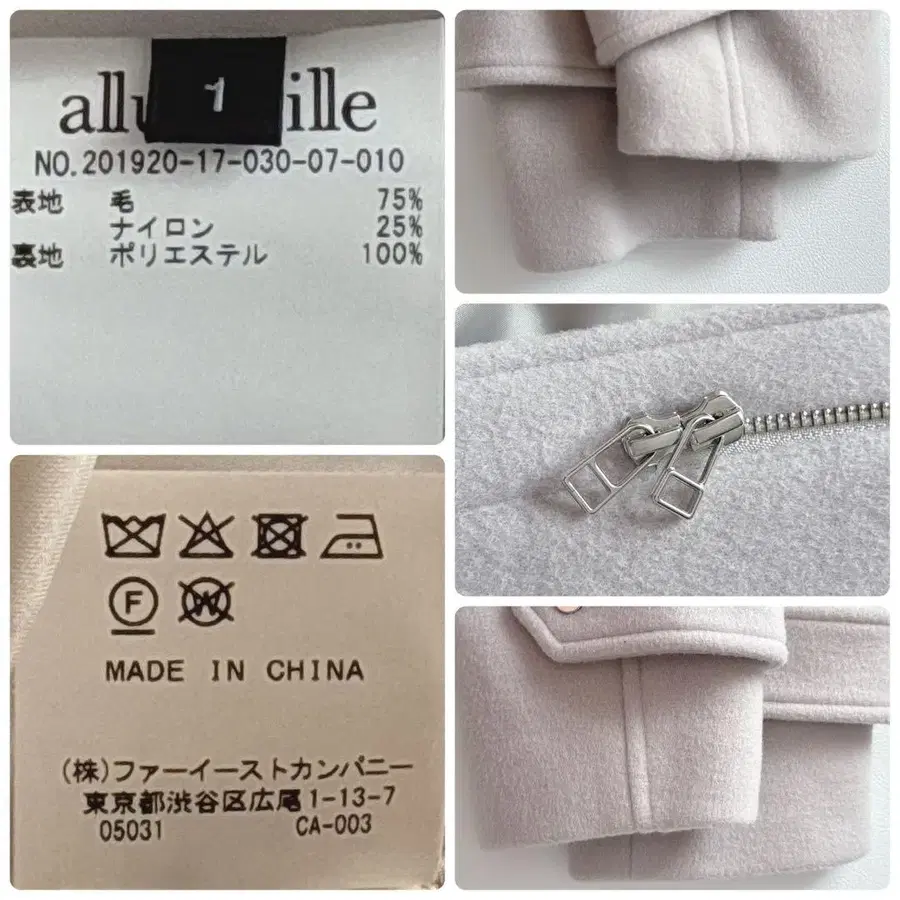 1
ille
NO.201920-17-030-07-010
表地 毛 75%
ナイロン 25%
裏地 ポリエステル 100%
F W
MADE IN CHINA
(株)ファーイーストカンパニー
東京都渋谷区広尾1-13-7
05031 CA-003